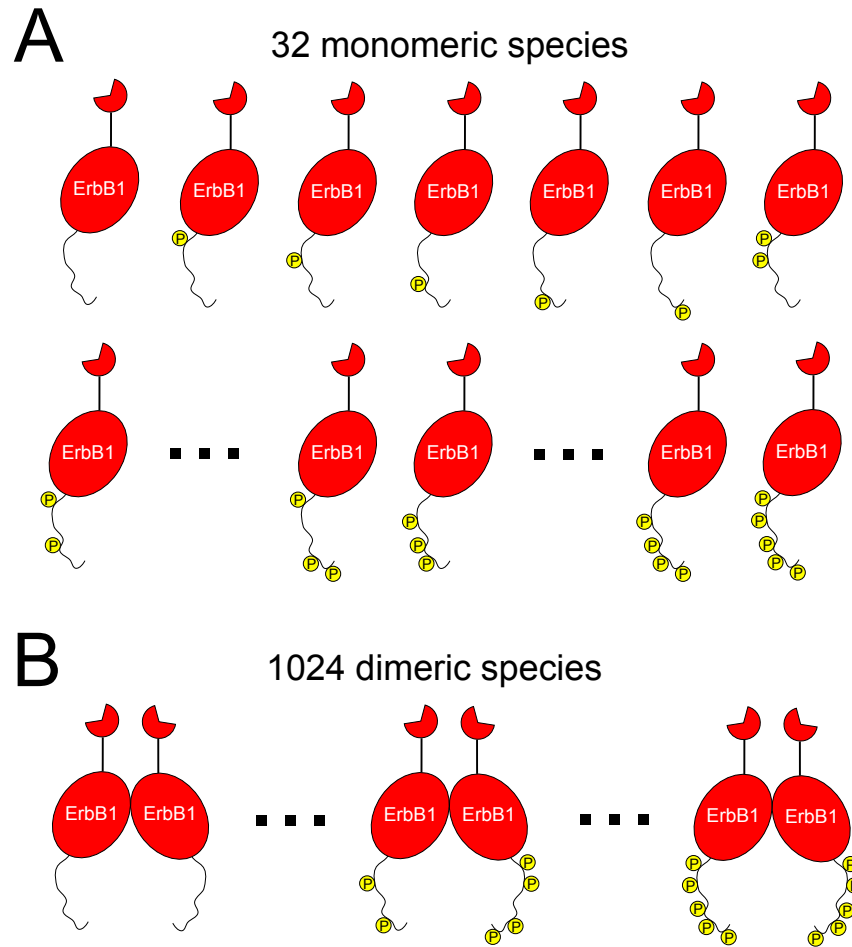 A
32 monomeric species
ErbB1 ErbB1 ErbB1 ErbB1 ErbB1 ErbB1 ErbB1
P P
P P
P
P
P
ErbB1 ErbB1 ErbB1 ErbB1 ErbB1
P P P
P P P
P P P P
P P P P
P P P
B
1024 dimeric species
ErbB1 ErbB1 ErbB1 ErbB1 ErbB1 ErbB1
P P P
P P P P
P P
P P P P
P P P